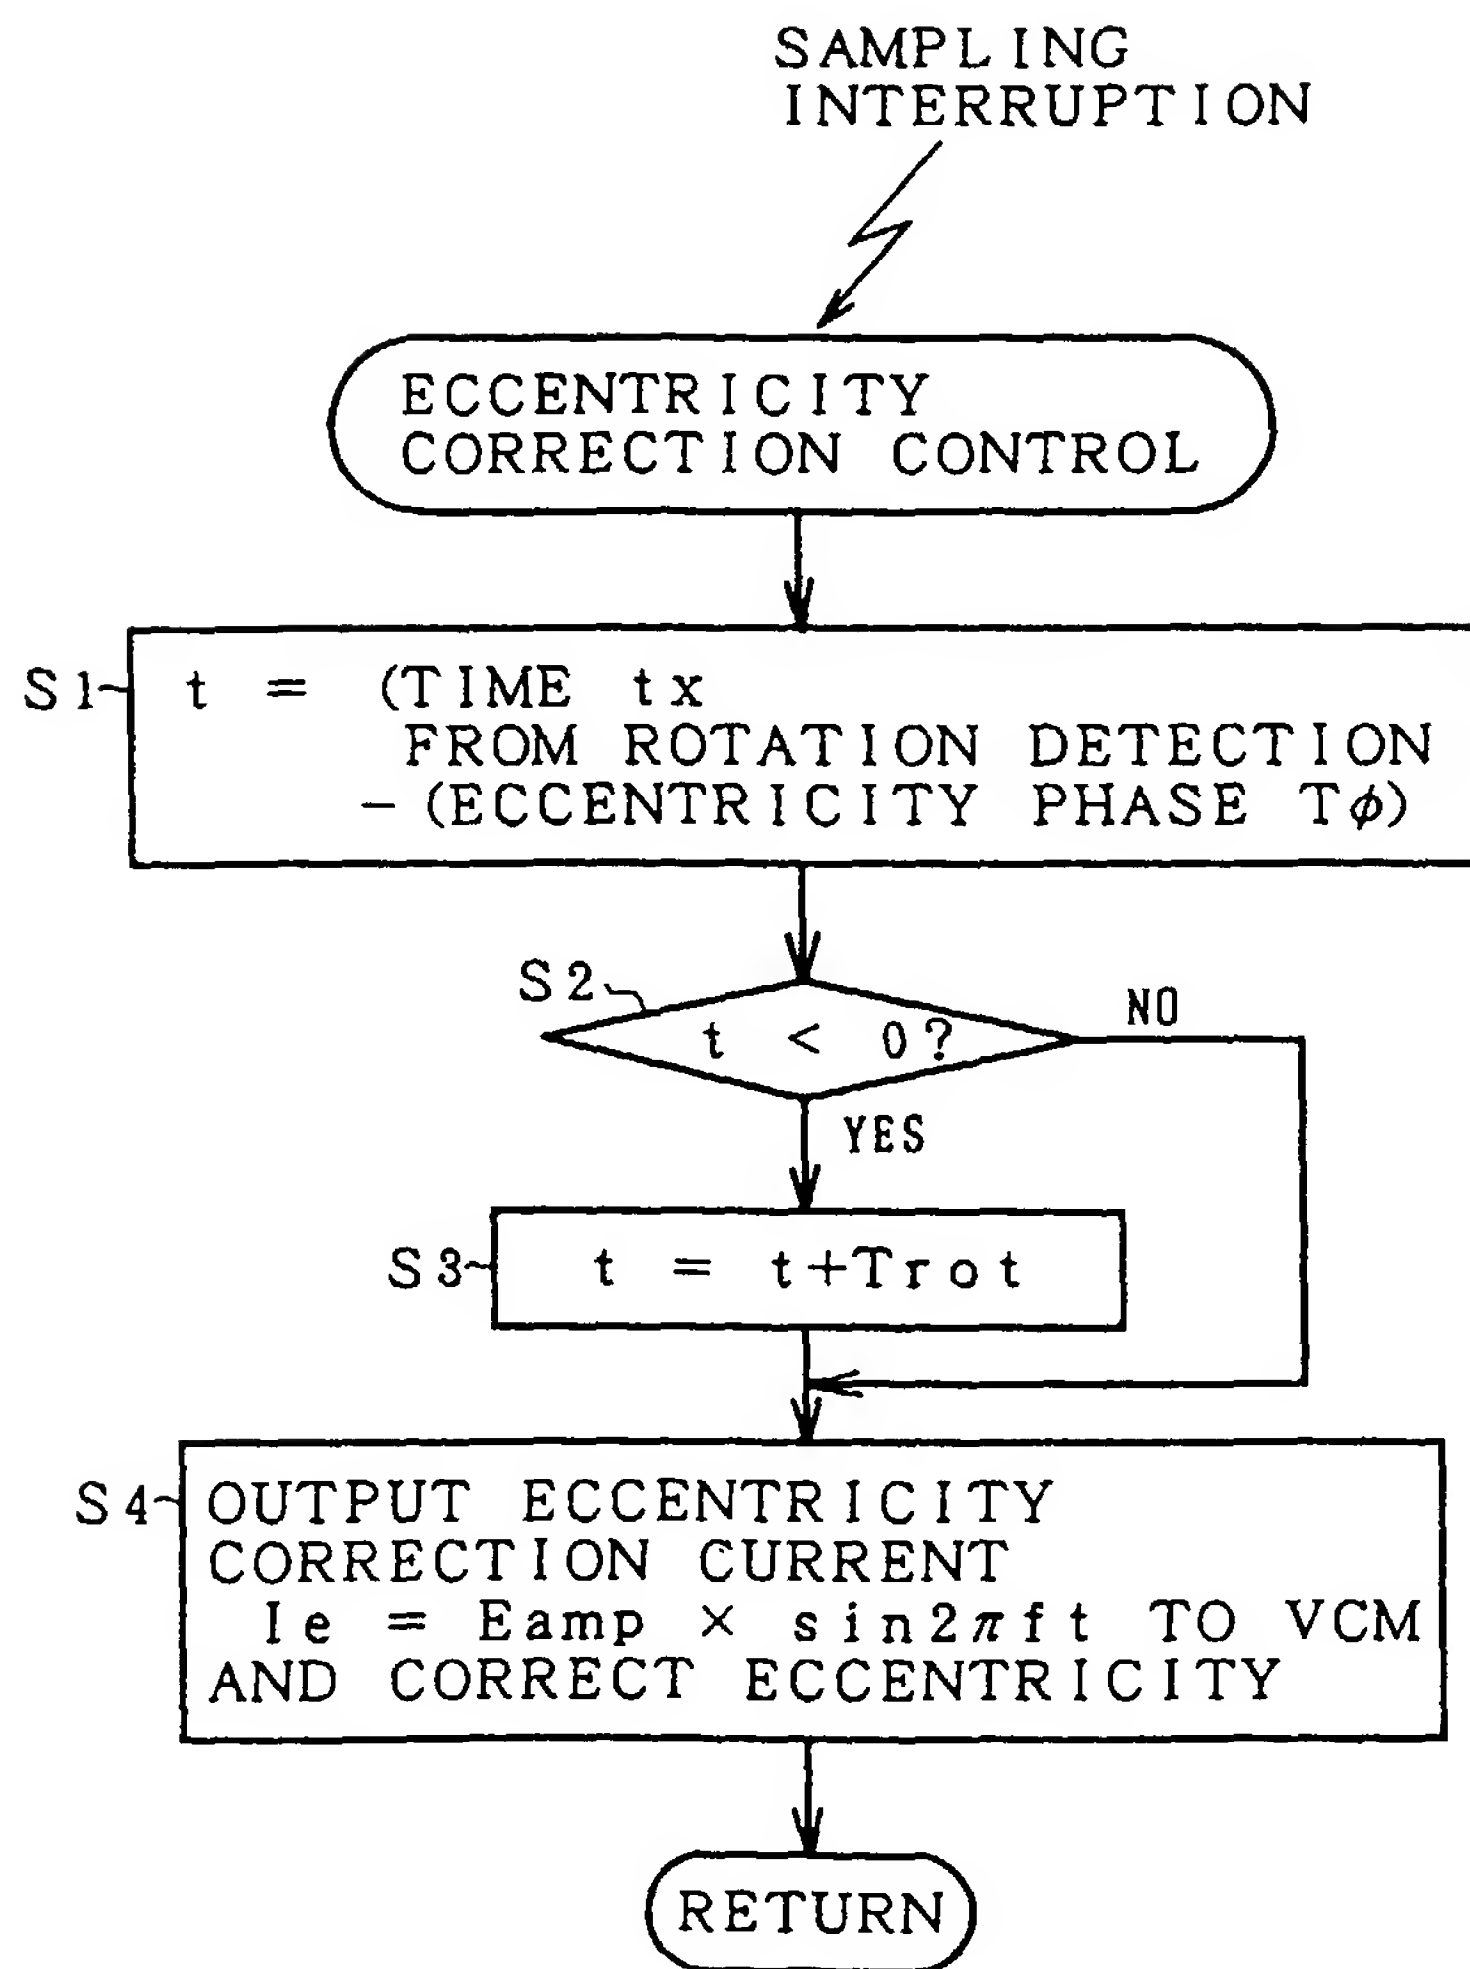 SAMPLING
INTERRUPTION
ECCENTRICITY
CORRECTION CONTROL
S1
t = (TIME tx
FROM ROTATION DETECTION
- (ECCENTRICITY PHASE Tφ)
S2
t < 0?
NO
YES
S3
t = t+Trot
S4
OUTPUT ECCENTRICITY
CORRECTION CURRENT
Ie = Eamp × sin2πft TO VCM
AND CORRECT ECCENTRICITY
RETURN